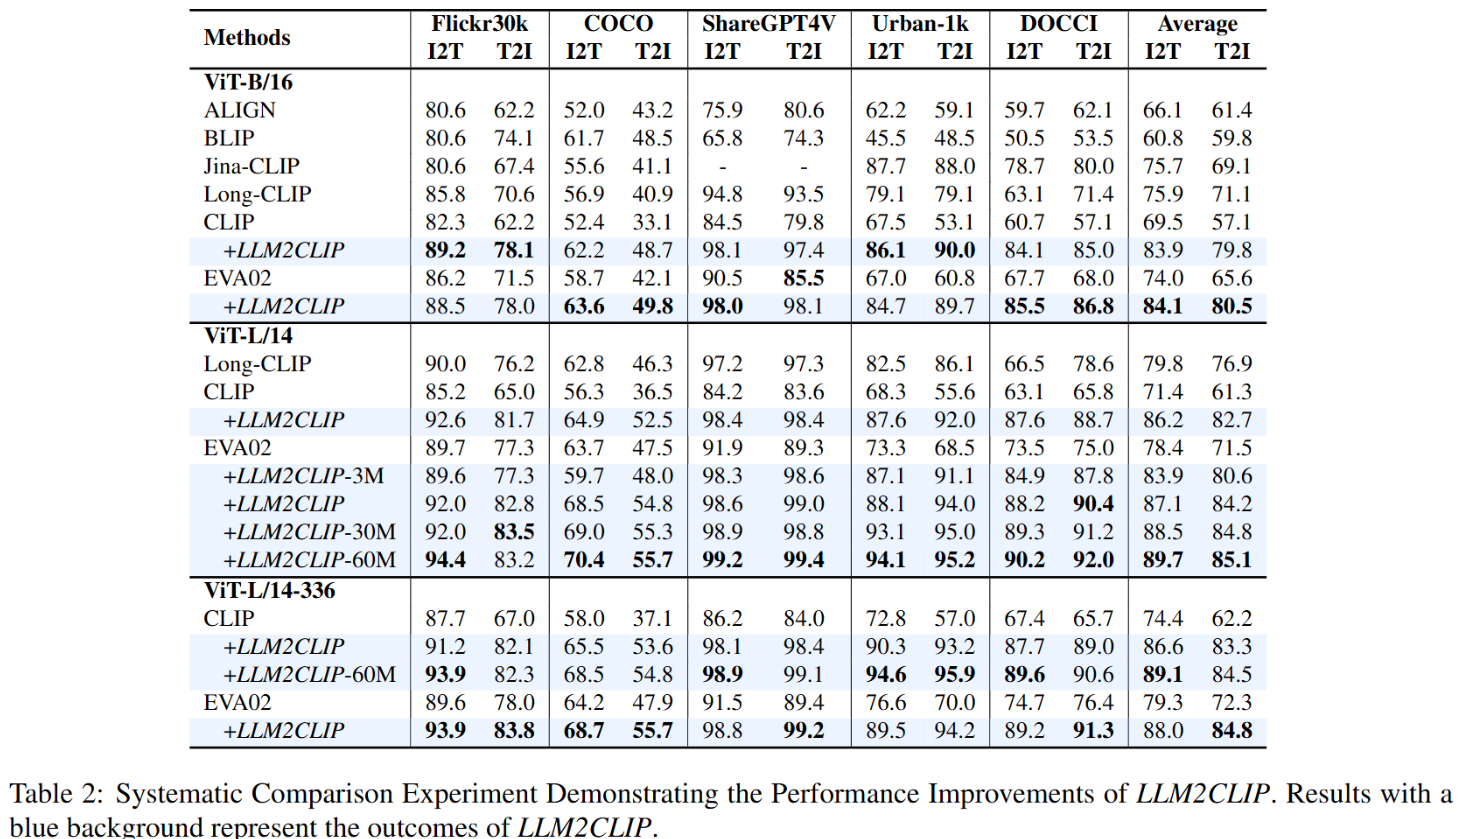 Methods Flickr30k COCO ShareGPT4V Urban-1k DOCCI Average
I2T T2I I2T T2I I2T T2I I2T T2I I2T T2I I2T T2I
ViT-B/16
ALIGN 80.6 62.2 52.0 43.2 75.9 80.6 62.2 59.1 59.7 62.1 66.1 61.4
BLIP 80.6 74.1 61.7 48.5 65.8 74.3 45.5 48.5 50.5 53.5 60.8 59.8
Jina-CLIP 80.6 67.4 55.6 41.1 - - 87.7 88.0 78.7 80.0 75.7 69.1
Long-CLIP 85.8 70.6 56.9 40.9 94.8 93.5 79.1 79.1 63.1 71.4 75.9 71.1
CLIP 82.3 62.2 52.4 33.1 84.5 79.8 67.5 53.1 60.7 57.1 69.5 57.1
+LLM2CLIP 89.2 78.1 62.2 48.7 98.1 97.4 86.1 90.0 84.1 85.0 83.9 79.8
EVA02 86.2 71.5 58.7 42.1 90.5 85.5 67.0 60.8 67.7 68.0 74.0 65.6
+LLM2CLIP 88.5 78.0 63.6 49.8 98.0 98.1 84.7 89.7 85.5 86.8 84.1 80.5
ViT-L/14
Long-CLIP 90.0 76.2 62.8 46.3 97.2 97.3 82.5 86.1 66.5 78.6 79.8 76.9
CLIP 85.2 65.0 56.3 36.5 84.2 83.6 68.3 55.6 63.1 65.8 71.4 61.3
+LLM2CLIP 92.6 81.7 64.9 52.5 98.4 98.4 87.6 92.0 87.6 88.7 86.2 82.7
EVA02 89.7 77.3 63.7 47.5 91.9 89.3 73.3 68.5 73.5 75.0 78.4 71.5
+LLM2CLIP-3M 89.6 77.3 59.7 48.0 98.3 98.6 87.1 91.1 84.9 87.8 83.9 80.6
+LLM2CLIP 92.0 82.8 68.5 54.8 98.6 99.0 88.1 94.0 88.2 90.4 87.1 84.2
+LLM2CLIP-30M 92.0 83.5 69.0 55.3 98.9 98.8 93.1 95.0 89.3 91.2 88.5 84.8
+LLM2CLIP-60M 94.4 83.2 70.4 55.7 99.2 99.4 94.1 95.2 90.2 92.0 89.7 85.1
ViT-L/14-336
CLIP 87.7 67.0 58.0 37.1 86.2 84.0 72.8 57.0 67.4 65.7 74.4 62.2
+LLM2CLIP 91.2 82.1 65.5 53.6 98.1 98.4 90.3 93.2 87.7 89.0 86.6 83.3
+LLM2CLIP-60M 93.9 82.3 68.5 54.8 98.9 99.1 94.6 95.9 89.6 90.6 89.1 84.5
EVA02 89.6 78.0 64.2 47.9 91.5 89.4 76.6 70.0 74.7 76.4 79.3 72.3
+LLM2CLIP 93.9 83.8 68.7 55.7 98.8 99.2 89.5 94.2 89.2 91.3 88.0 84.8
Table 2: Systematic Comparison Experiment Demonstrating the Performance Improvements of LLM2CLIP. Results with a
blue background represent the outcomes of LLM2CLIP.